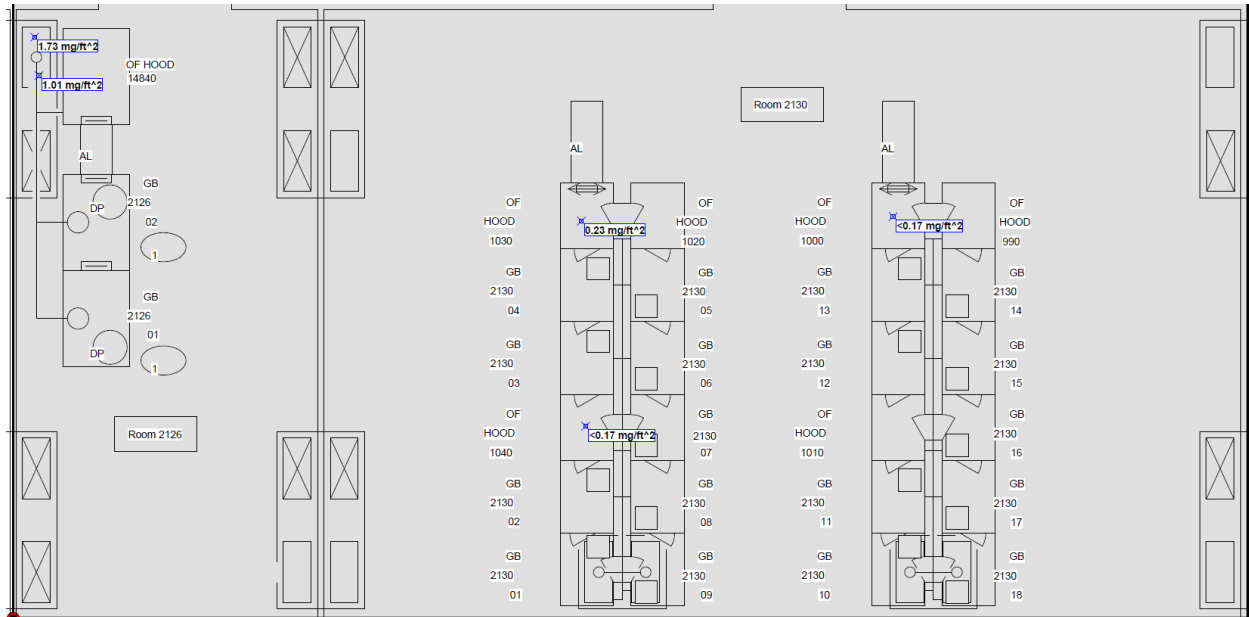 1.73 mg/ft^2
1.01 mg/ft^2
OF HOOD
14840
AL
GB
2126
02
DP
1
GB
2126
01
DP
1
Room 2126
Room 2130
AL
AL
OF
HOOD
1030
0.23 mg/ft^2
OF
HOOD
1020
OF
HOOD
1000
<0.17 mg/ft^2
OF
HOOD
990
GB
2130
04
GB
2130
05
GB
2130
13
GB
2130
14
GB
2130
03
GB
2130
06
GB
2130
12
GB
2130
15
OF
HOOD
1040
<0.17 mg/ft^2
GB
2130
07
OF
HOOD
1010
GB
2130
16
GB
2130
02
GB
2130
08
GB
2130
11
GB
2130
17
GB
2130
01
GB
2130
09
GB
2130
10
GB
2130
18